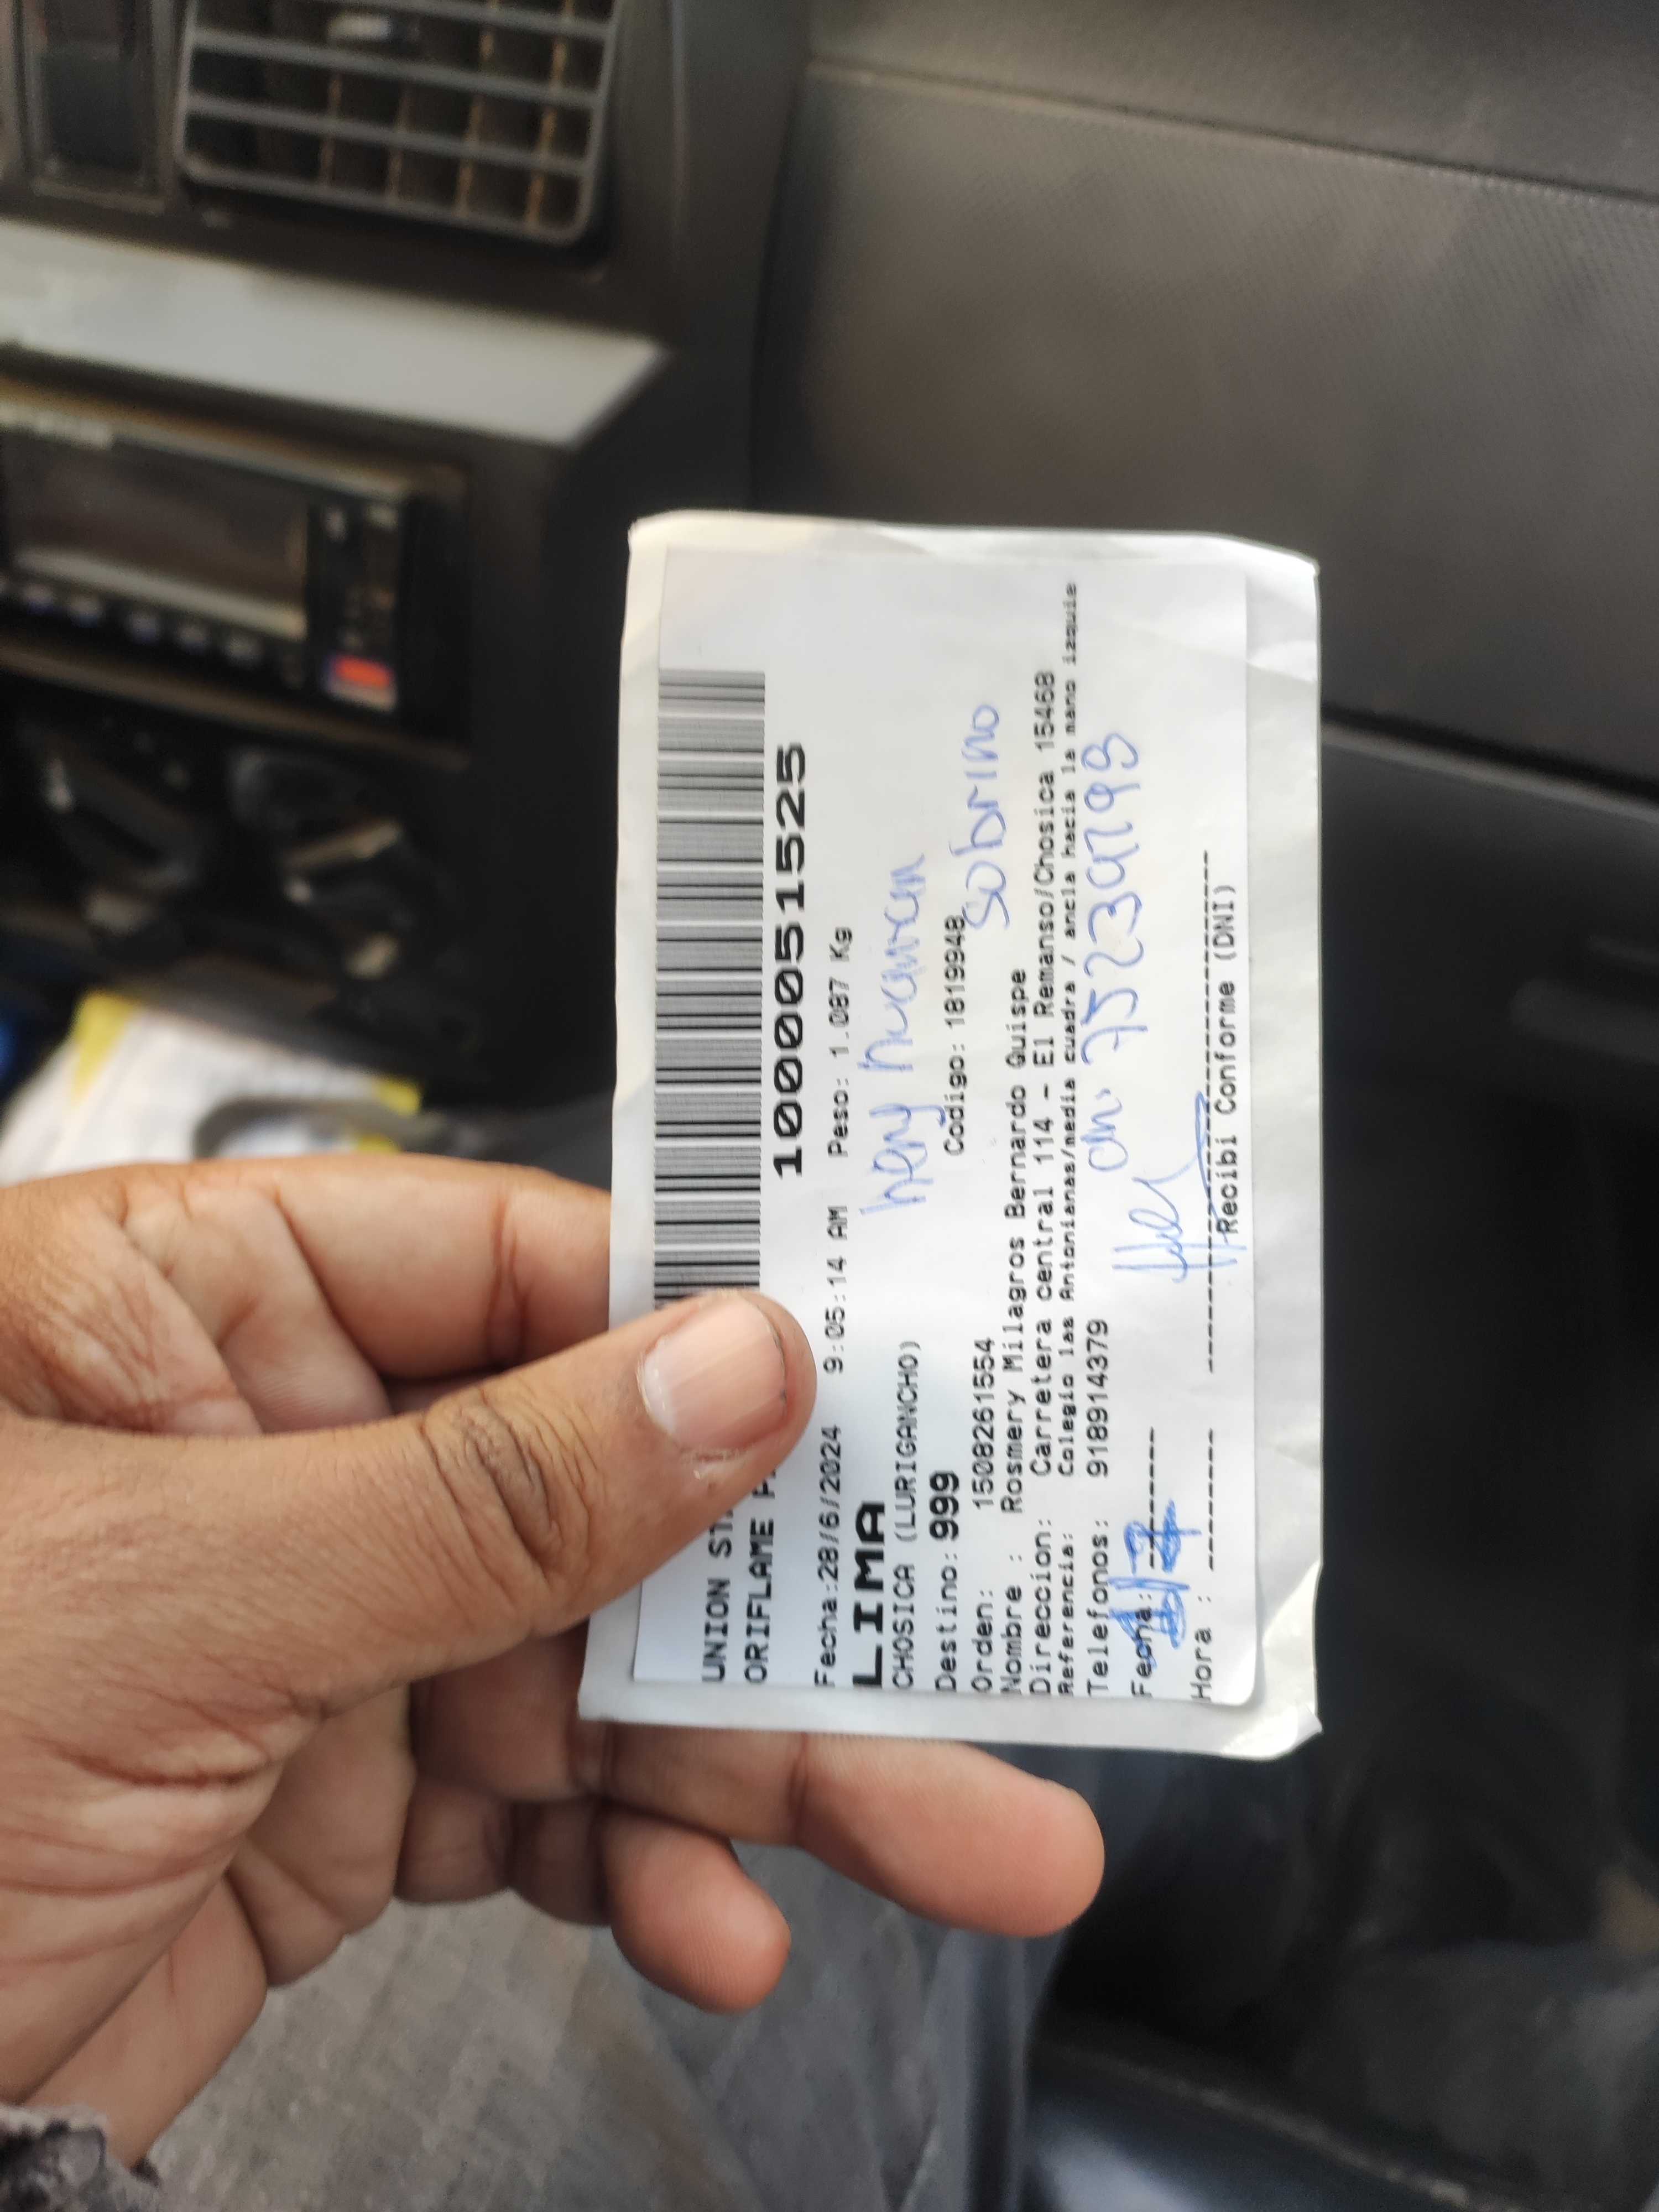 1000051525
UNION
ORIFLAME
Fecha:28/6/2024 9:05:14 AM Peso: 1.087 Kg
LIMA
CHOSICA (LURIGANCHO)
Destino:999 Codigo: 1819948
sobrino
Orden: 1508261554
Nombre : Rosmery Milagros Bernardo Quispe
Direccion: Carretera central 114 - El Remanso/Chosica 15468
Referencia: Colegio las Antonianas/media cuadra / ancla hacia la mano izquie
Telefonos: 918914379
Fecha:
Hora :
Recibi Conforme (DNI)